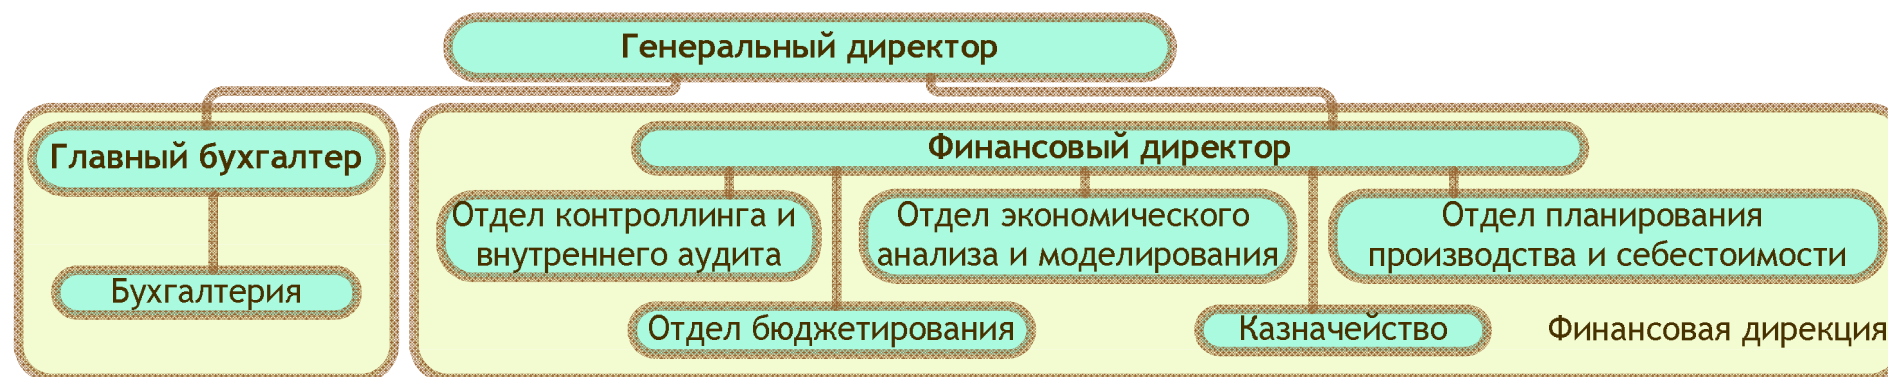 Генеральный директор
Главный бухгалтер
Финансовый директор
Отдел контроллинга и
внутреннего аудита
Отдел экономического
анализа и моделирования
Отдел планирования
производства и себестоимости
Бухгалтерия
Отдел бюджетирования
Казначейство
Финансовая дирекция